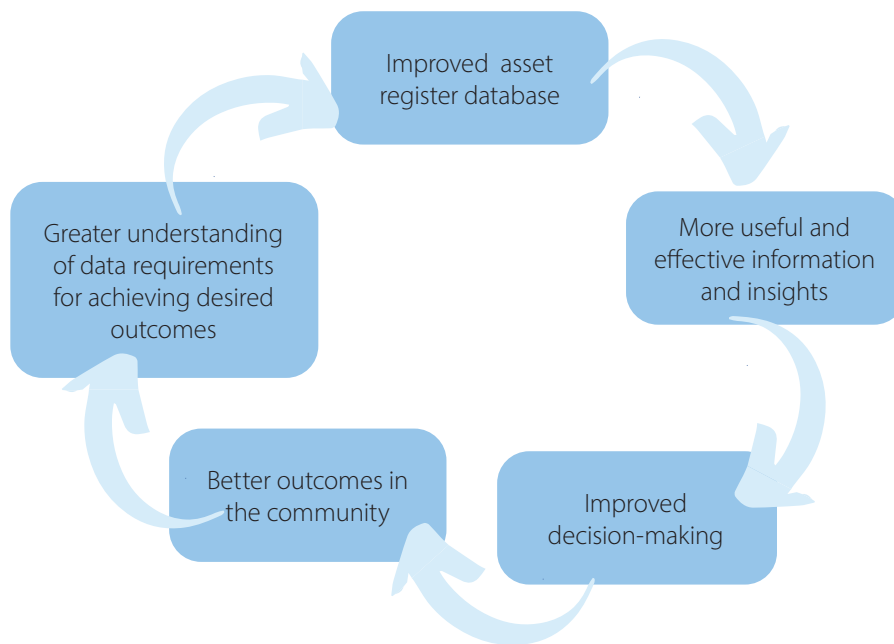 Improved asset
register database
More useful and
effective information
and insights
Improved
decision-making
Better outcomes in
the community
Greater understanding
of data requirements
for achieving desired
outcomes